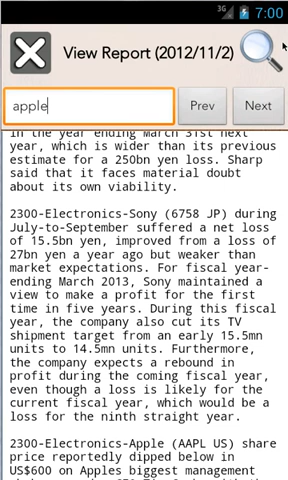 3G 7:00
View Report (2012/11/2)
apple
Prev
Next
in the year ending March 31st next
year, which is wider than its previous
estimate for a 250bn yen loss. Sharp
said that it faces material doubt
about its own viability.
2300-Electronics-Sony (6758 JP) during
July-to-September suffered a net loss
of 15.5bn yen, improved from a loss of
27bn yen a year ago but weaker than
market expectations. For fiscal year-
ending March 2013, Sony maintained a
view to make a profit for the first
time in five years. During this fiscal
year, the company also cut its TV
shipment target from an early 15.5mn
units to 14.5mn units. Furthermore,
the company expects a rebound in
profit during the coming fiscal year,
even though a loss is likely for the
current fiscal year, which would be a
loss for the ninth straight year.
2300-Electronics-Apple (AAPL US) share
price reportedly dipped below in
US$600 on Apples biggest management